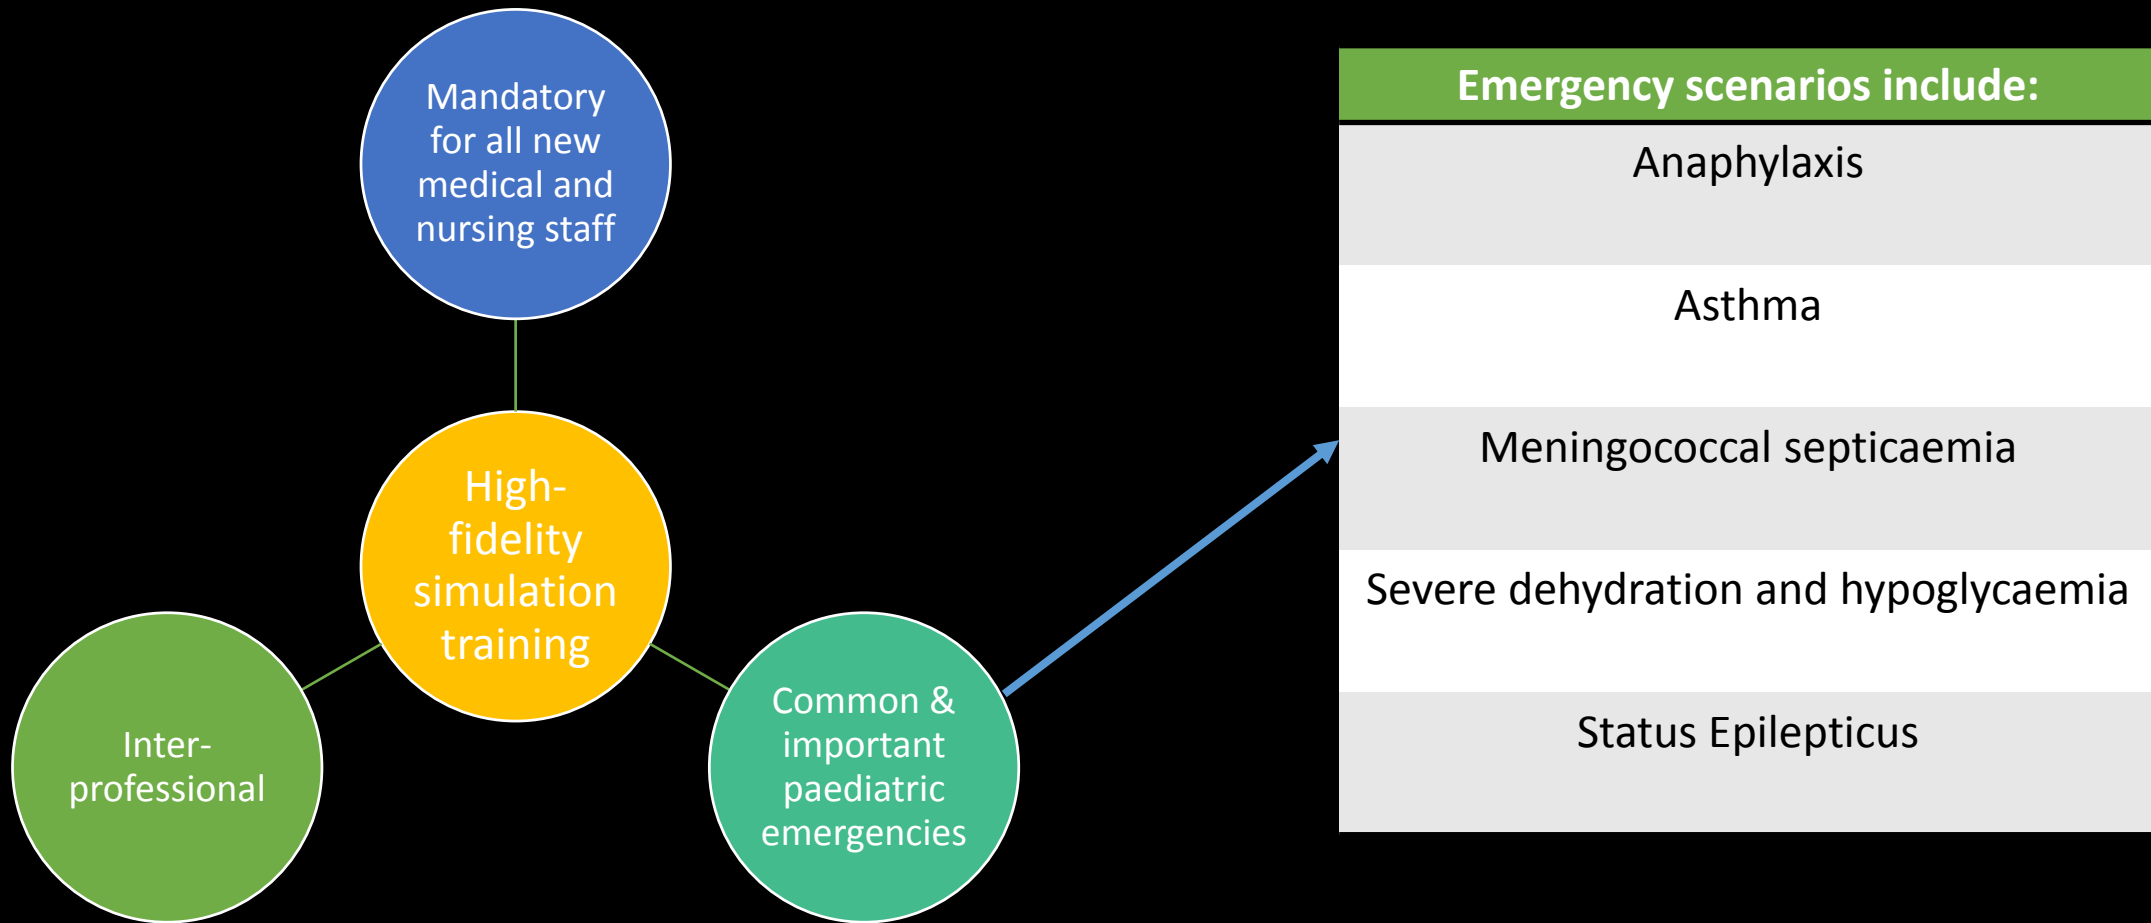 Mandatory
for all new
medical and
nursing staff
High-
fidelity
simulation
training
Inter-
professional
Common &
important
paediatric
emergencies
Emergency scenarios include:
Anaphylaxis
Asthma
Meningococcal septicaemia
Severe dehydration and hypoglycaemia
Status Epilepticus